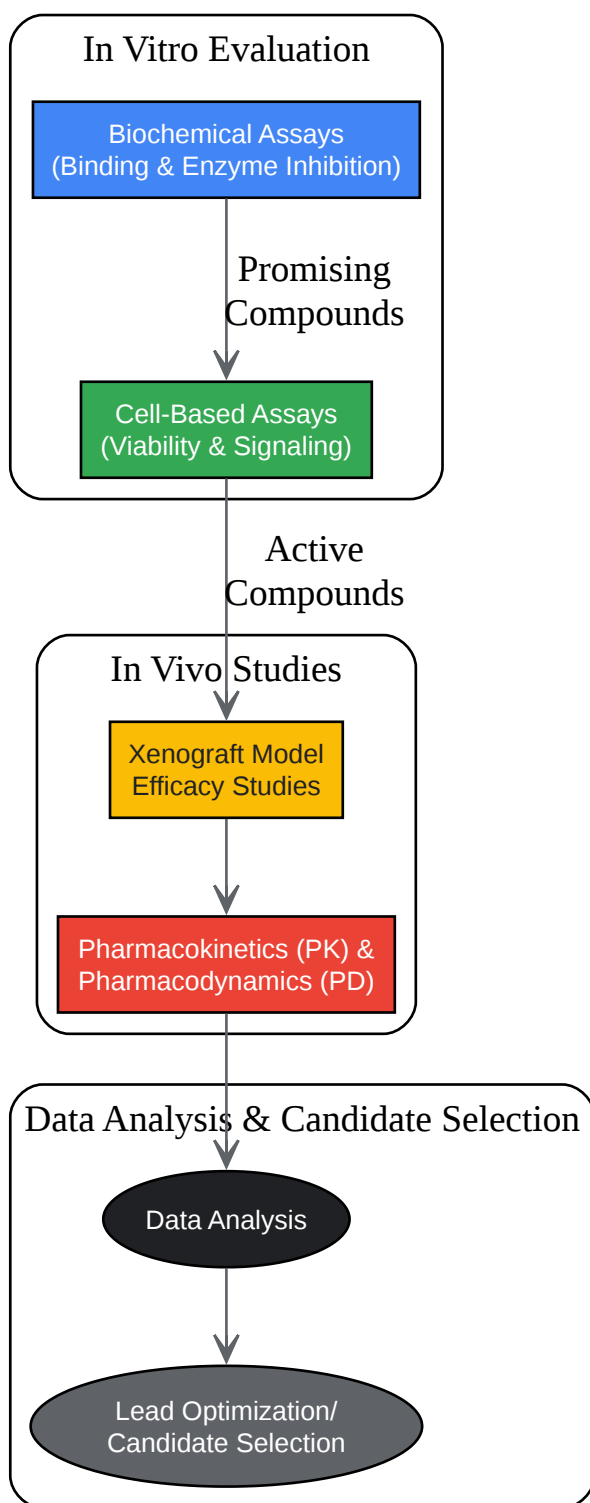 In Vitro Evaluation
Biochemical Assays
(Binding & Enzyme Inhibition)
Promising
Compounds
Cell-Based Assays
(Viability & Signaling)
Active
Compounds
In Vivo Studies
Xenograft Model
Efficacy Studies
Pharmacokinetics (PK) &
Pharmacodynamics (PD)
Data Analysis & Candidate Selection
Data Analysis
Lead Optimization/
Candidate Selection